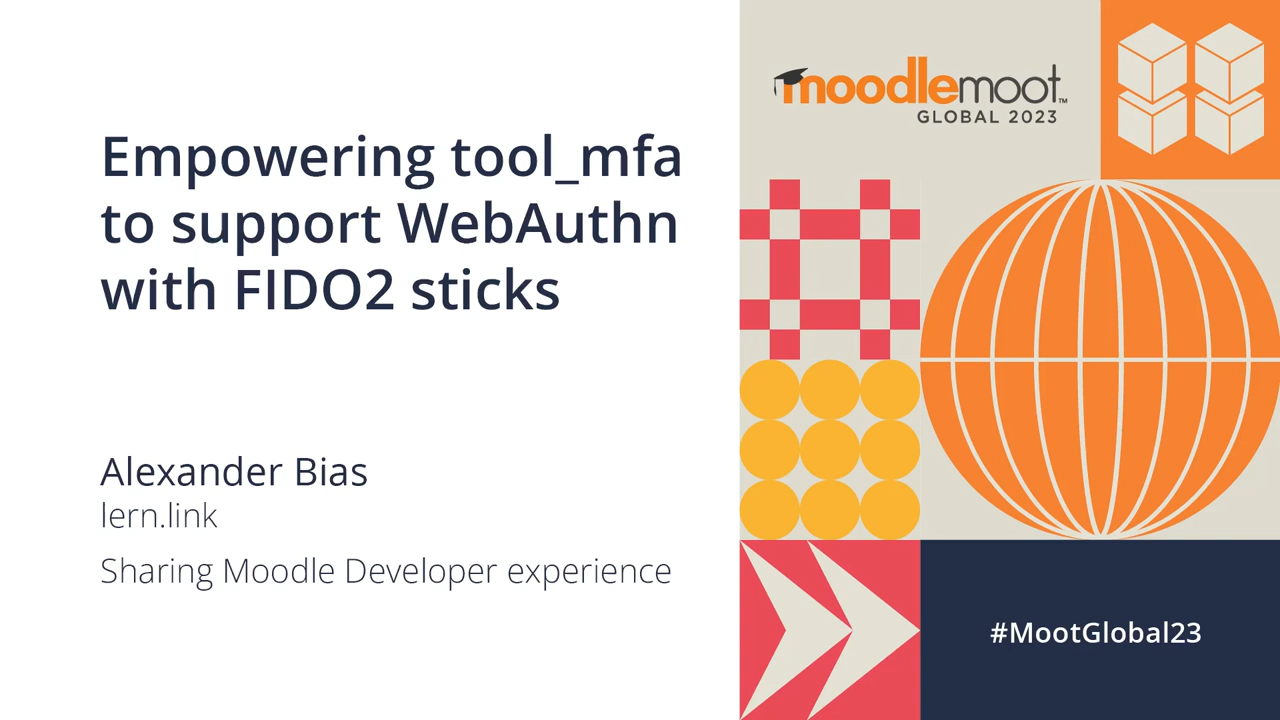 Empowering tool_mfa
to support WebAuthn
with FIDO2 sticks
Alexander Bias
lern.link
Sharing Moodle Developer experience
moodlemoot™
GLOBAL 2023
#MootGlobal23